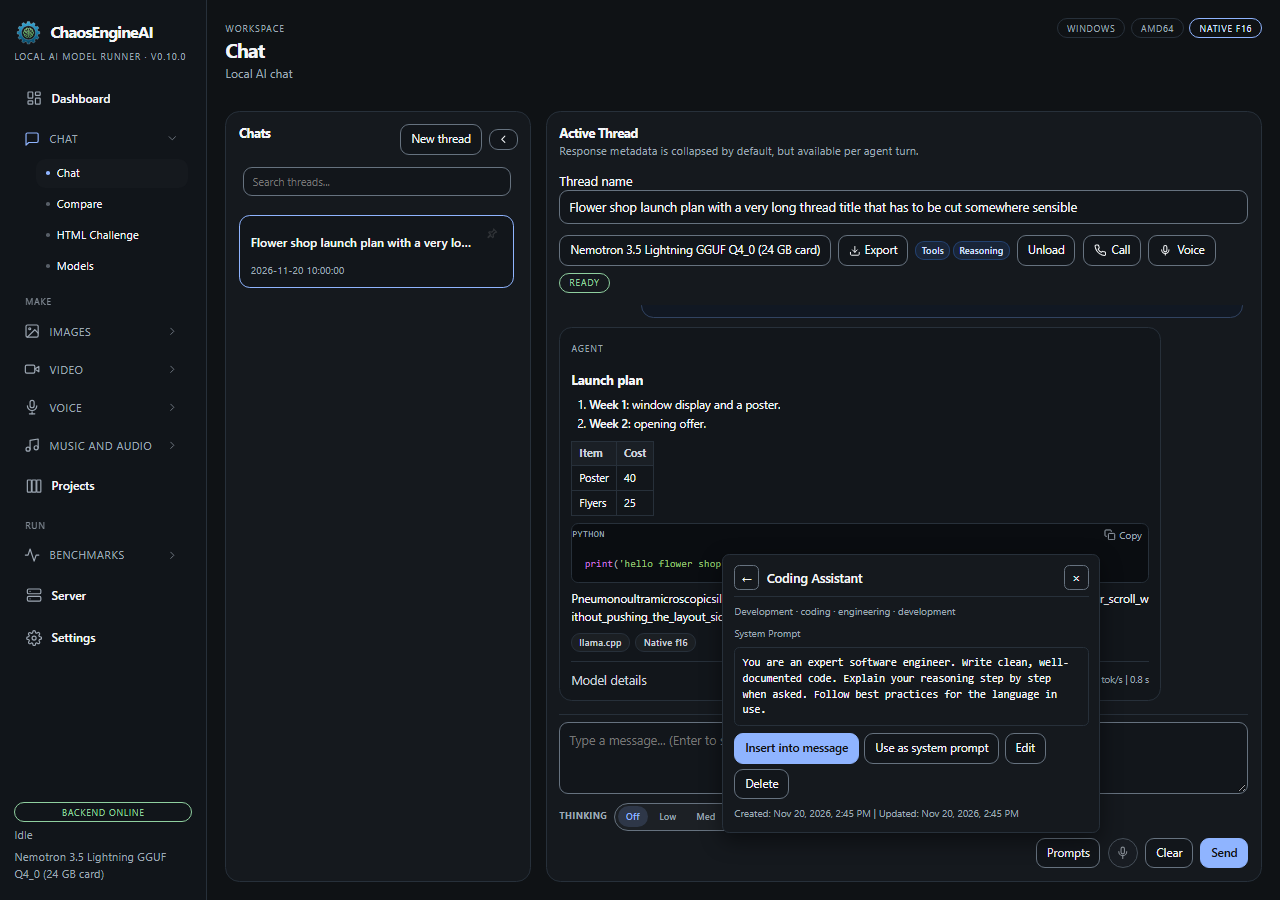 ChaosEngineAI
LOCAL AI MODEL RUNNER · V0.10.0
Dashboard
CHAT
Chat
Compare
HTML Challenge
Models
MAKE
IMAGES
VIDEO
VOICE
MUSIC AND AUDIO
Projects
RUN
BENCHMARKS
Server
Settings
BACKEND ONLINE
Idle
Nemotron 3.5 Lightning GGUF
Q4_0 (24 GB card)
WORKSPACE
Chat
Local AI chat
WINDOWS
AMD64
NATIVE F16
Chats
New thread
Search threads...
Flower shop launch plan with a very lo...
2026-11-20 10:00:00
Active Thread
Response metadata is collapsed by default, but available per agent turn.
Thread name
Flower shop launch plan with a very long thread title that has to be cut somewhere sensible
Nemotron 3.5 Lightning GGUF Q4_0 (24 GB card)
Export
Tools
Reasoning
Unload
Call
Voice
READY
AGENT
Launch plan
1. Week 1: window display and a poster.
2. Week 2: opening offer.
Item Cost
Poster 40
Flyers 25
PYTHON
Copy
print('hello flower shop
Pneumonoultramicroscopicsil
r_scroll_w
ithout_pushing_the_layout_sid
llama.cpp
Native f16
Model details
tok/s | 0.8 s
← Coding Assistant ×
Development · coding · engineering · development
System Prompt
You are an expert software engineer. Write clean, well-
documented code. Explain your reasoning step by step
when asked. Follow best practices for the language in
use.
Insert into message
Use as system prompt
Edit
Delete
Created: Nov 20, 2026, 2:45 PM | Updated: Nov 20, 2026, 2:45 PM
Type a message... (Enter to s
THINKING
Off
Low
Med
Prompts
Clear
Send